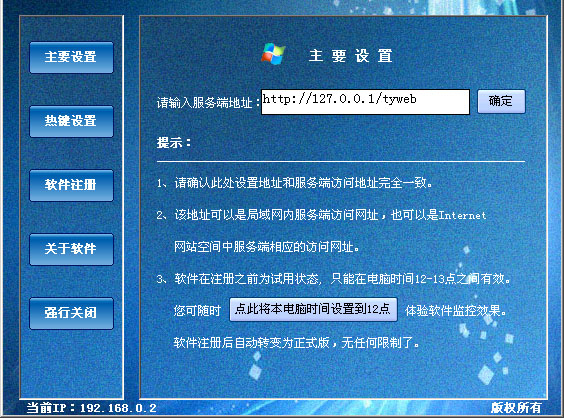 主要设置
热键设置
软件注册
关于软件
强行关闭
主 要 设 置
请输入服务端地址：http://127.0.0.1/tyweb 确定
提示：
1、请确认此处设置地址和服务端访问地址完全一致。
2、该地址可以是局域网内服务端访问网址，也可以是Internet
网站空间中服务端相应的访问网址。
3、软件在注册之前为试用状态，只能在电脑时间12-13点之间有效。
您可随时 点此将本电脑时间设置到12点 体验软件监控效果。
软件注册后自动转变为正式版，无任何限制了。
当前IP：192.168.0.2
版权所有